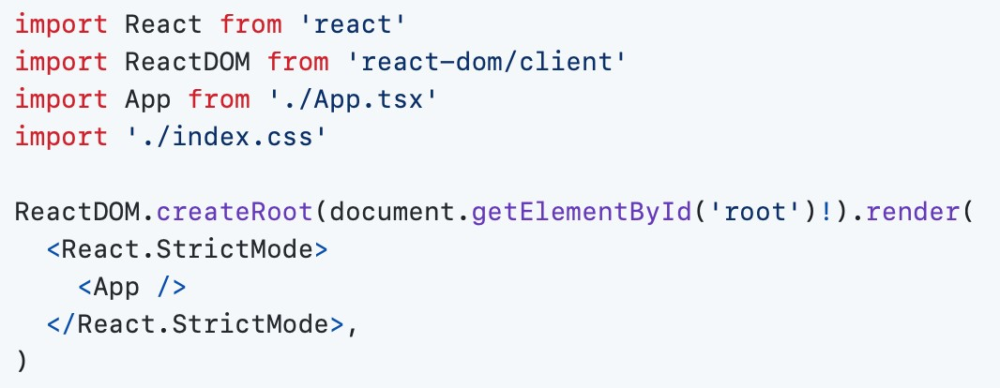 import React from 'react'
import ReactDOM from 'react-dom/client'
import App from './App.tsx'
import './index.css'

ReactDOM.createRoot(document.getElementById('root')!).render(
  <React.StrictMode>
    <App />
  </React.StrictMode>,
)